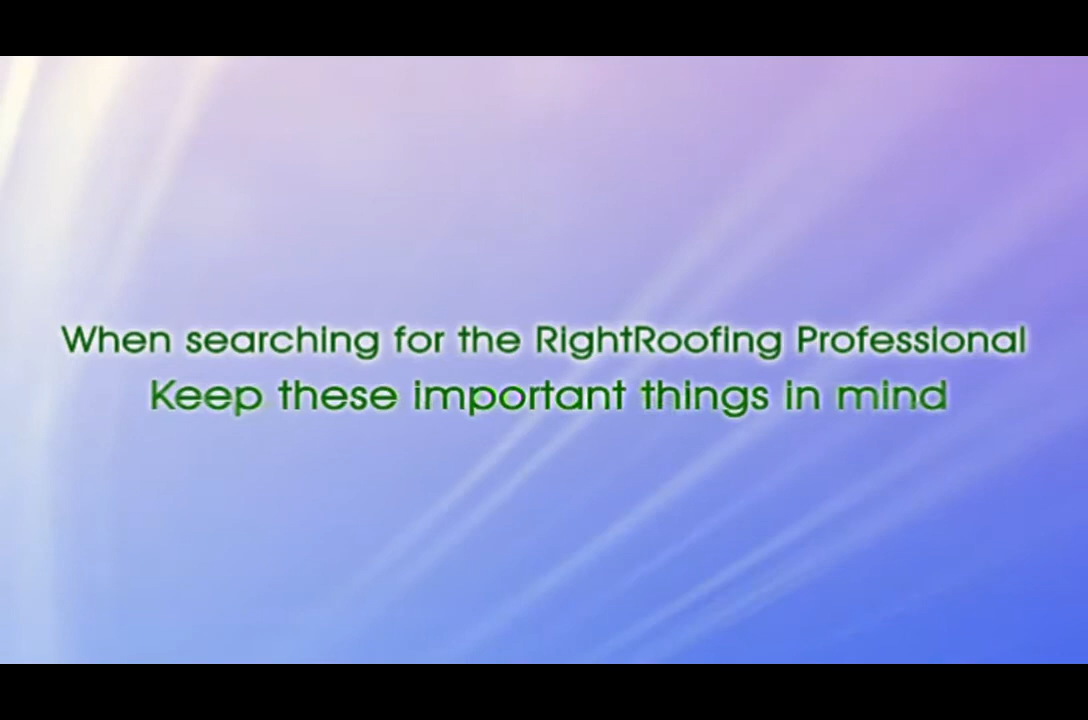 When searching for the RightRoofing Professional
Keep these important things in mind